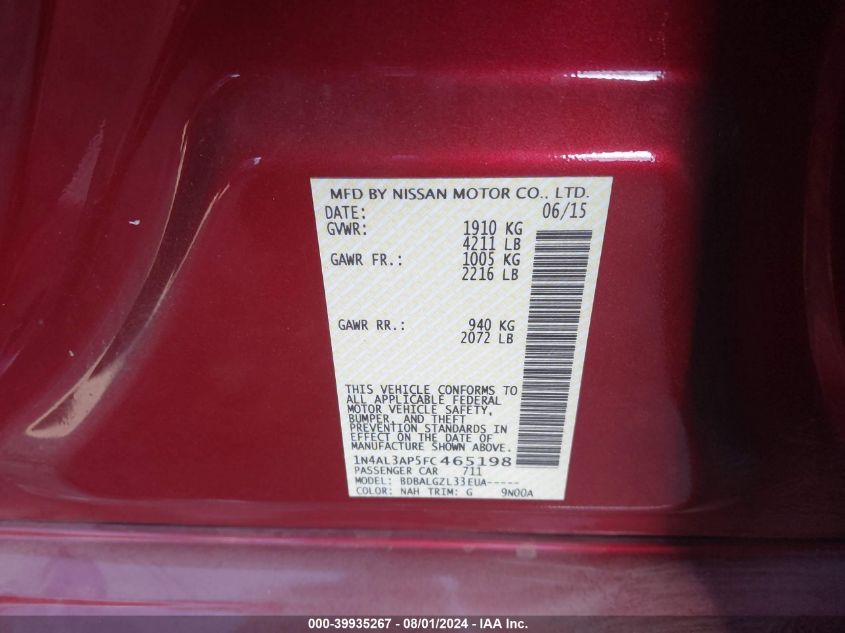 MFD BY NISSAN MOTOR CO., LTD.
DATE: 06/15
GVWR: 1910 KG
4211 LB
GAWR FR.: 1005 KG
2216 LB
GAWR RR.: 940 KG
2072 LB
THIS VEHICLE CONFORMS TO
ALL APPLICABLE FEDERAL
MOTOR VEHICLE SAFETY,
BUMPER, AND THEFT
PREVENTION STANDARDS IN
EFFECT ON THE DATE OF
MANUFACTURE SHOWN ABOVE.
1N4AL3AP5FC465198
PASSENGER CAR 711
MODEL: BDBALGZL33EUA-----
COLOR: NAH TRIM: G 9N00A
000-39935267 - 08/01/2024 - IAA Inc.